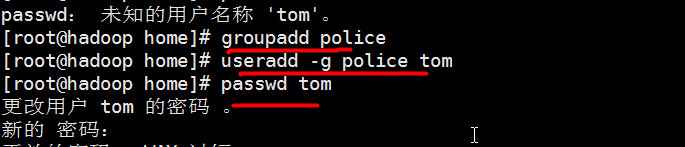 passwd： 未知的用户名称 'tom'。
[root@hadoop home]# groupadd police
[root@hadoop home]# useradd -g police tom
[root@hadoop home]# passwd tom
更改用户 tom 的密码 。
新的 密码：